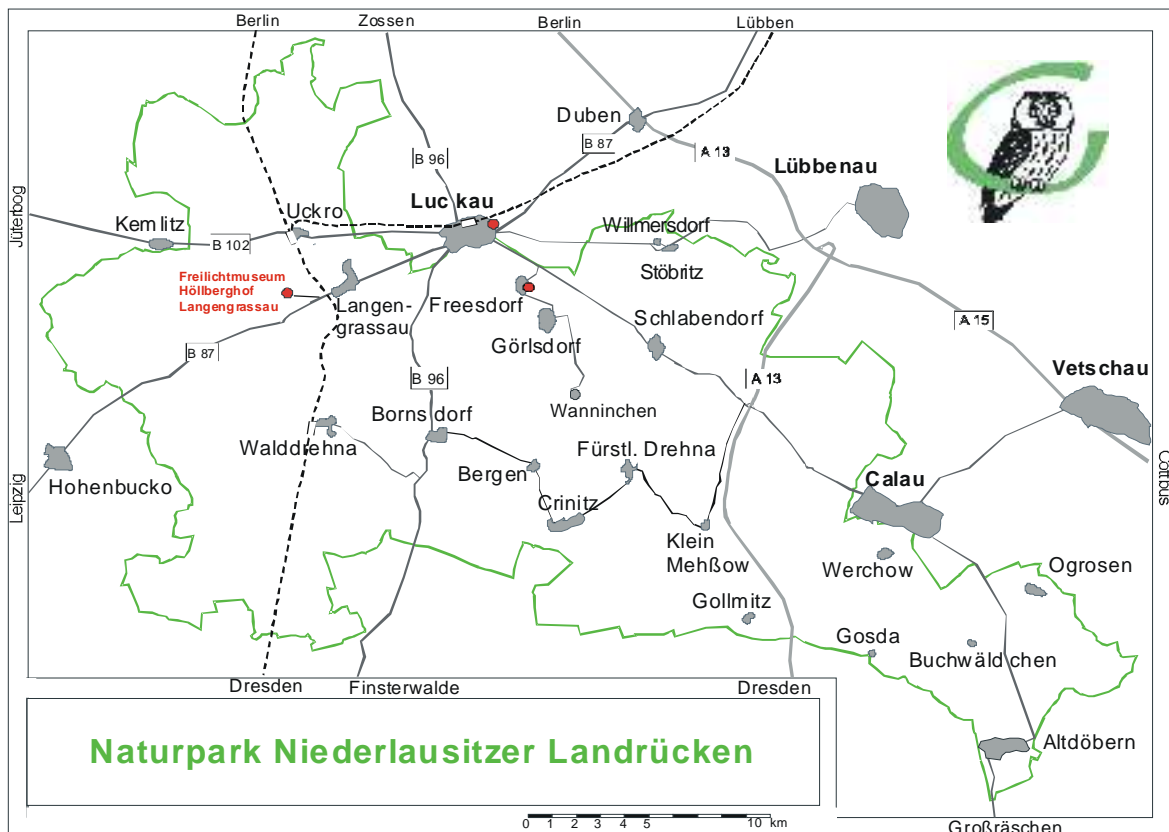 Berlin
Zossen
Berlin
Lübben
Duben
B 87
A 13
B 96
Lübbenau
Jüterbog
Kemlitz
Uckro
Luckau
Willmersdorf
B 102
Stöbritz
Freilichtmuseum
Höllberghof
Langengrassau
Langen-
grassau
Freesdorf
Görlsdorf
Schlabendorf
A 15
B 87
B 96
A 13
Vetschau
Wanninchen
Bornsdorf
Walddrehna
Bergen
Fürstl. Drehna
Leipzig
Hohenbucko
Crinitz
Calau
Cottbus
Klein
Mehßow
Werchow
Ogrosen
Gollmitz
Gosda
Buchwäldchen
Dresden
Finsterwalde
Dresden
Naturpark Niederlausitzer Landrücken
Altdöbern
0 1 2 3 4 5 10 km
Großräschen